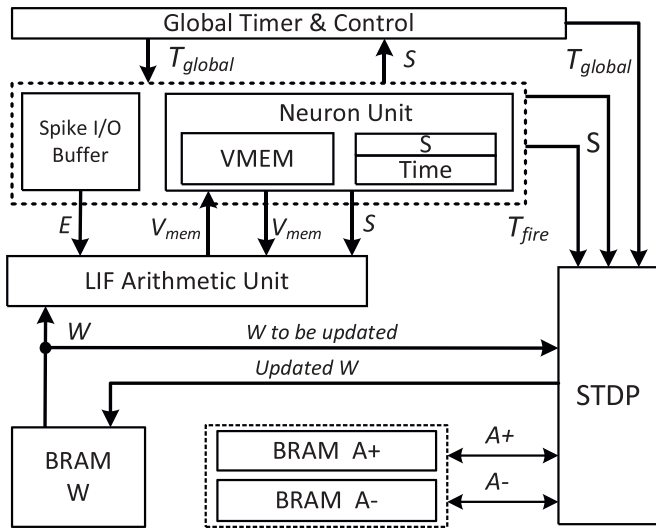 Global Timer & Control
T_global
S
T_global
Spike I/O
Buffer
Neuron Unit
VMEM
S
Time
S
E
V_mem
V_mem
S
T_fire
LIF Arithmetic Unit
W
W to be updated
Updated W
STDP
BRAM
W
BRAM A+
A+
BRAM A-
A-